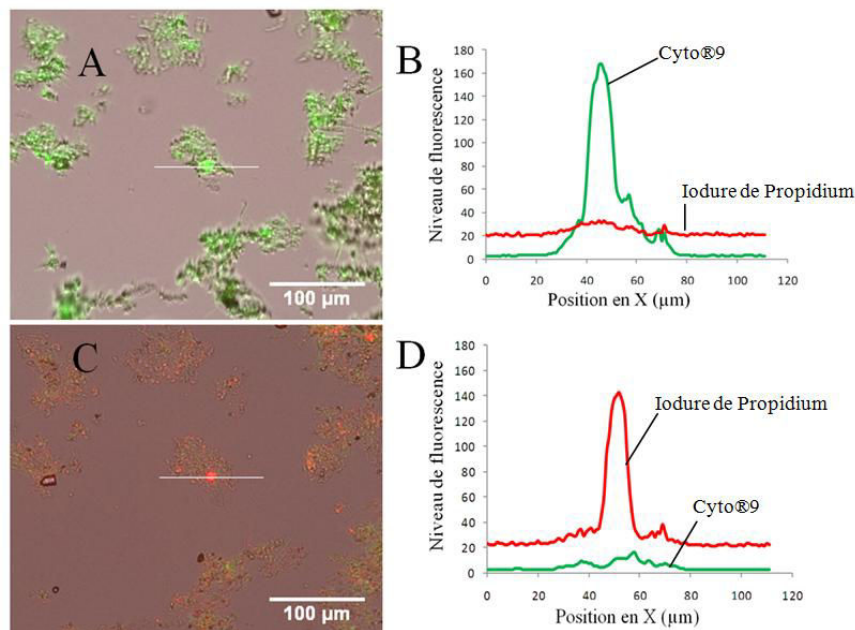 A
100 µm
B
Niveau de fluorescence
180
160
140
120
100
80
60
40
20
0
Cyto®9
Iodure de Propidium
0 20 40 60 80 100 120
Position en X (µm)
C
100 µm
D
Niveau de fluorescence
180
160
140
120
100
80
60
40
20
0
Iodure de Propidium
Cyto®9
0 20 40 60 80 100 120
Position en X (µm)